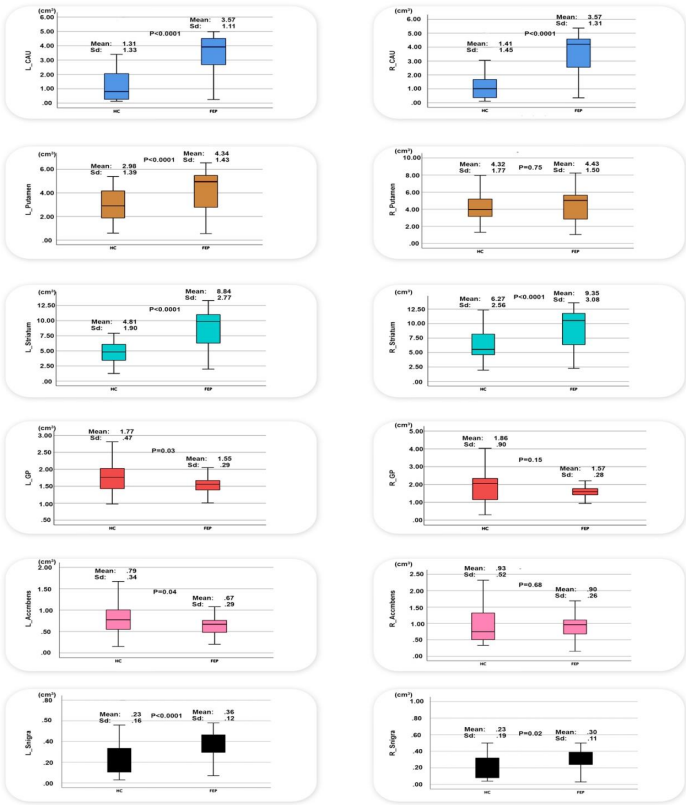 (cm³)
6.00
5.00
4.00
3.00
2.00
1.00
.00
L_CAU
Mean: 1.31
Sd: 1.33
P<0.0001
Mean: 3.57
Sd: 1.11
HC FEP
(cm³)
6.00
5.00
4.00
3.00
2.00
1.00
.00
R_CAU
Mean: 1.41
Sd: 1.45
P<0.0001
Mean: 3.57
Sd: 1.31
HC FEP
(cm³)
6.00
4.00
2.00
.00
L_Putamen
Mean: 2.98
Sd: 1.39
P<0.0001
Mean: 4.34
Sd: 1.43
HC FEP
(cm³)
10.00
8.00
6.00
4.00
2.00
.00
R_Putamen
Mean: 4.32
Sd: 1.77
P=0.75
Mean: 4.43
Sd: 1.50
HC FEP
(cm³)
12.50
10.00
7.50
5.00
2.50
.00
L_Striatum
Mean: 4.81
Sd: 1.90
P<0.0001
Mean: 8.84
Sd: 2.77
HC FEP
(cm³)
12.50
10.00
7.50
5.00
2.50
.00
R_Striatum
Mean: 6.27
Sd: 2.56
P<0.0001
Mean: 9.35
Sd: 3.08
HC FEP
(cm³)
3.00
2.50
2.00
1.50
1.00
.50
L_GP
Mean: 1.77
Sd: .47
P=0.03
Mean: 1.55
Sd: .29
HC FEP
(cm³)
5.00
4.00
3.00
2.00
1.00
.00
R_GP
Mean: 1.86
Sd: .90
P=0.15
Mean: 1.57
Sd: .28
HC FEP
(cm³)
2.00
1.50
1.00
.50
.00
L_Accmbens
Mean: .79
Sd: .34
P=0.04
Mean: .67
Sd: .29
HC FEP
(cm³)
2.50
2.00
1.50
1.00
.50
.00
R_Accmbens
Mean: .93
Sd: .52
P=0.68
Mean: .90
Sd: .26
HC FEP
(cm³)
.80
.50
.40
.20
.00
L_Snigra
Mean: .23
Sd: .16
P<0.0001
Mean: .36
Sd: .12
HC FEP
(cm³)
1.00
.80
.60
.40
.20
.00
R_Snigra
Mean: .23
Sd: .19
P=0.02
Mean: .30
Sd: .11
HC FEP